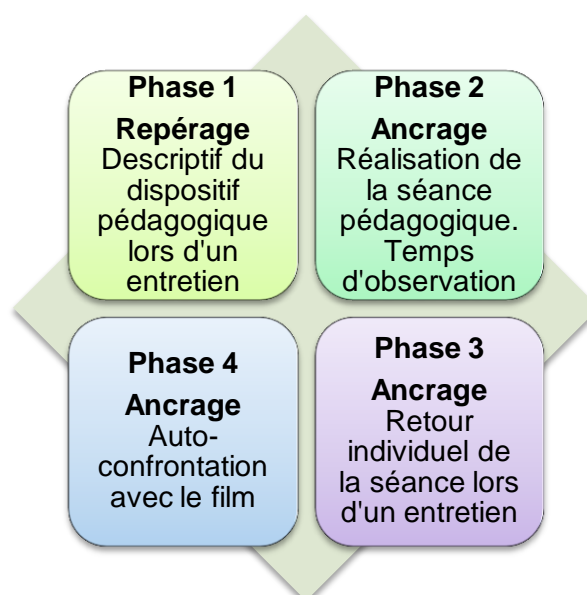 Phase 1
Repérage
Descriptif du
dispositif
pédagogique
lors d'un
entretien
Phase 2
Ancrage
Réalisation de
la séance
pédagogique.
Temps
d'observation
Phase 4
Ancrage
Auto-
confrontation
avec le film
Phase 3
Ancrage
Retour
individuel de
la séance lors
d'un entretien